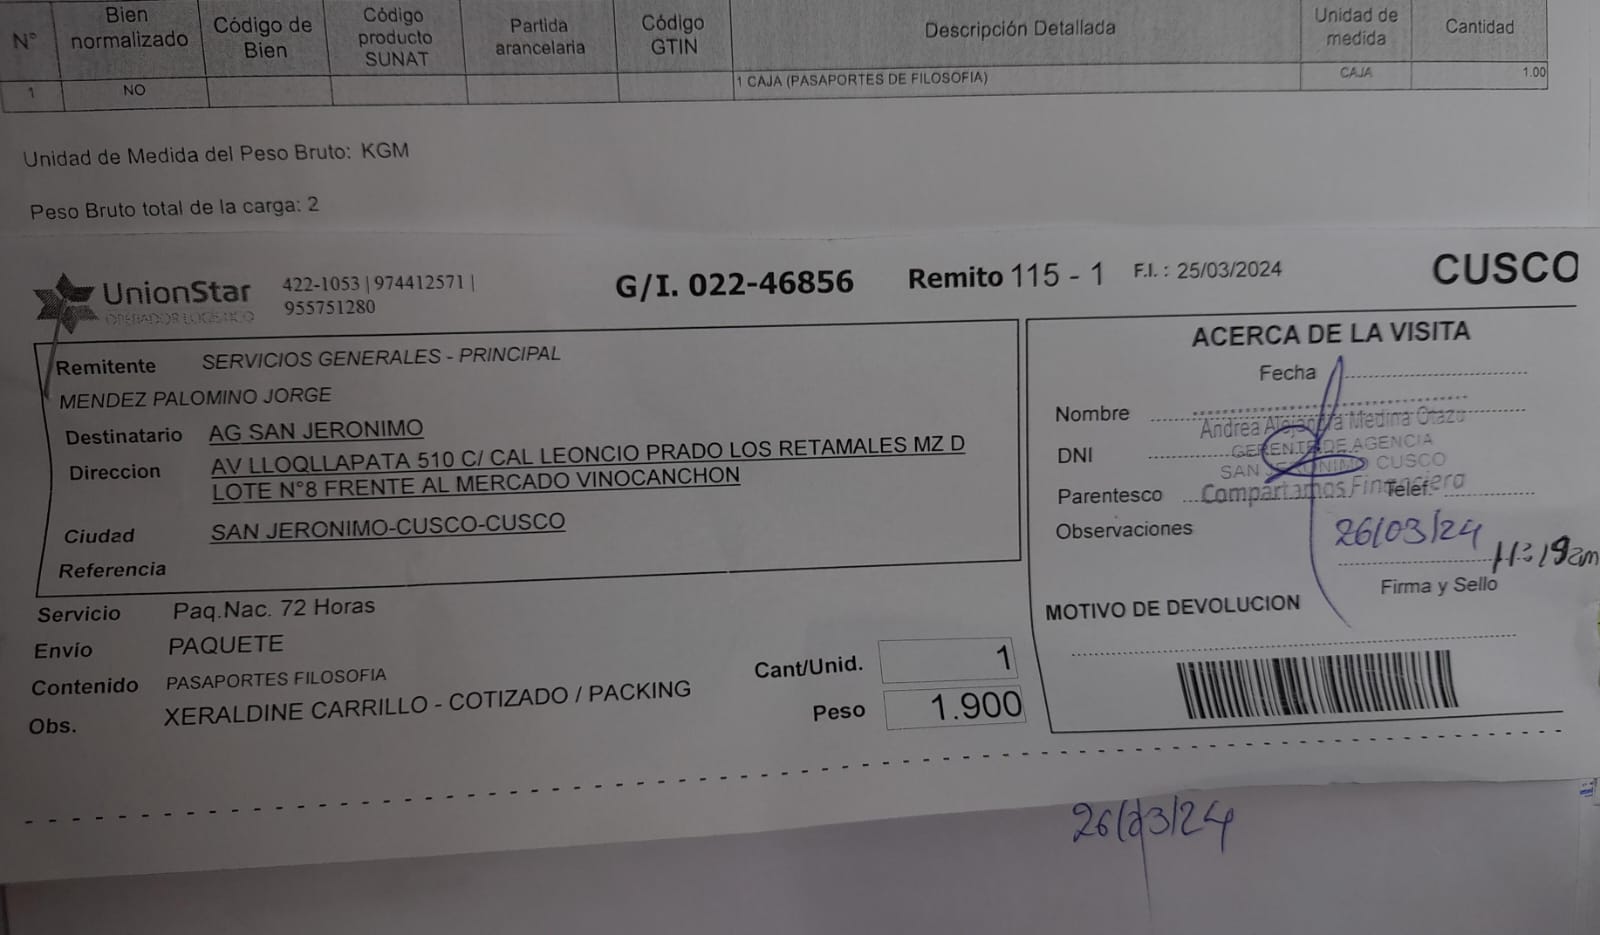 N° Bien normalizado Código de Bien Código producto SUNAT Partida arancelaria Código GTIN Descripción Detallada Unidad de medida Cantidad
1 NO 1 CAJA (PASAPORTES DE FILOSOFIA) CAJA 1.00
Unidad de Medida del Peso Bruto: KGM
Peso Bruto total de la carga: 2
UnionStar
OPERADOR LOGISTICO
422-1053 | 974412571 |
955751280
G/I. 022-46856 Remito 115 - 1 F.I. : 25/03/2024 CUSCO
Remitente SERVICIOS GENERALES - PRINCIPAL
MENDEZ PALOMINO JORGE
Destinatario AG SAN JERONIMO
Direccion AV LLOQLLAPATA 510 C/ CAL LEONCIO PRADO LOS RETAMALES MZ D
LOTE N°8 FRENTE AL MERCADO VINOCANCHON
Ciudad SAN JERONIMO-CUSCO-CUSCO
Referencia
Servicio Paq.Nac. 72 Horas
Envío PAQUETE
Contenido PASAPORTES FILOSOFIA
Obs. XERALDINE CARRILLO - COTIZADO / PACKING
Cant/Unid. 1
Peso 1.900
ACERCA DE LA VISITA
Fecha
Nombre
Andrea Alejandra Medina Otazu
DNI
GERENTE DE AGENCIA
SAN JERONIMO CUSCO
Parentesco Telef.
Compartamos Financiera
Observaciones
26/03/24
11:19am
Firma y Sello
MOTIVO DE DEVOLUCION
26/03/24